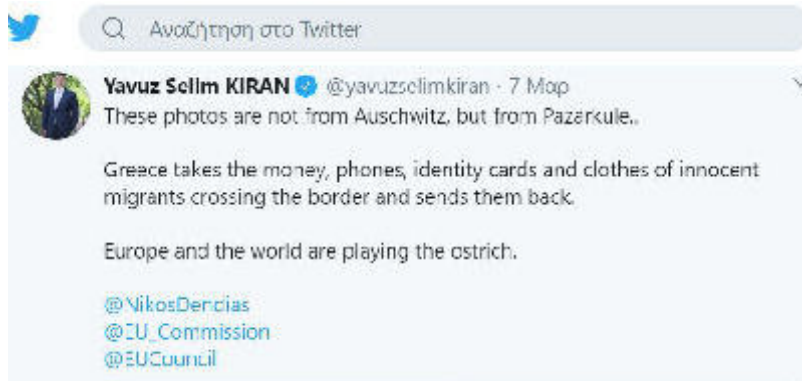 Αναζήτηση στο Twitter
Yavuz Selim KIRAN @yavuzselimkiran · 7 Μαρ
These photos are not from Auschwitz, but from Pazarkule..
Greece takes the money, phones, identity cards and clothes of innocent
migrants crossing the border and sends them back.
Europe and the world are playing the ostrich.
@NikosDendias
@EU_Commission
@EUCouncil